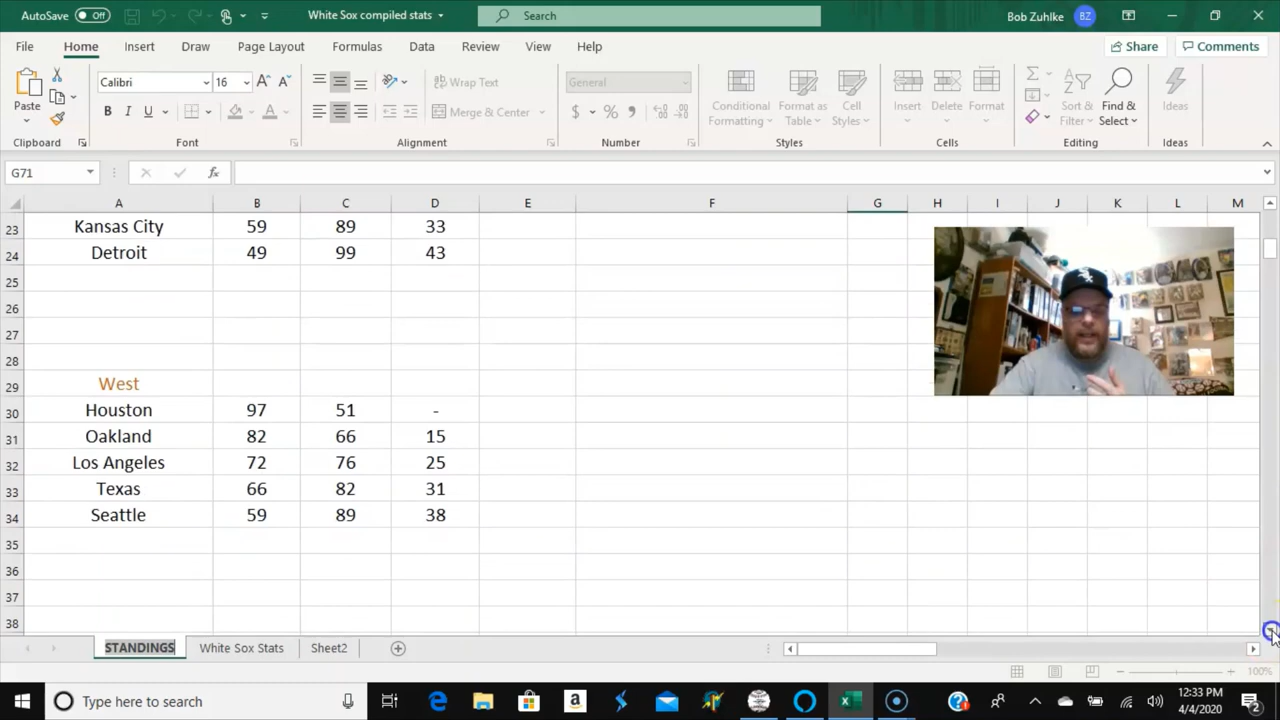 AutoSave Off White Sox compiled stats Search Bob Zuhlke BZ
File Home Insert Draw Page Layout Formulas Data Review View Help Share Comments
Paste Calibri 16 Wrap Text General Conditional Format as Cell Insert Delete Format Sort & Find & Ideas
B I U Merge & Center $ % Formatting Table Styles Filter Select
Clipboard Font Alignment Number Styles Cells Editing Ideas
G71 fx
A B C D E F G H I J K L M
23 Kansas City 59 89 33
24 Detroit 49 99 43
25
26
27
28
29 West
30 Houston 97 51 -
31 Oakland 82 66 15
32 Los Angeles 72 76 25
33 Texas 66 82 31
34 Seattle 59 89 38
35
36
37
38
STANDINGS White Sox Stats Sheet2
100%
Type here to search 12:33 PM
4/4/2020 2